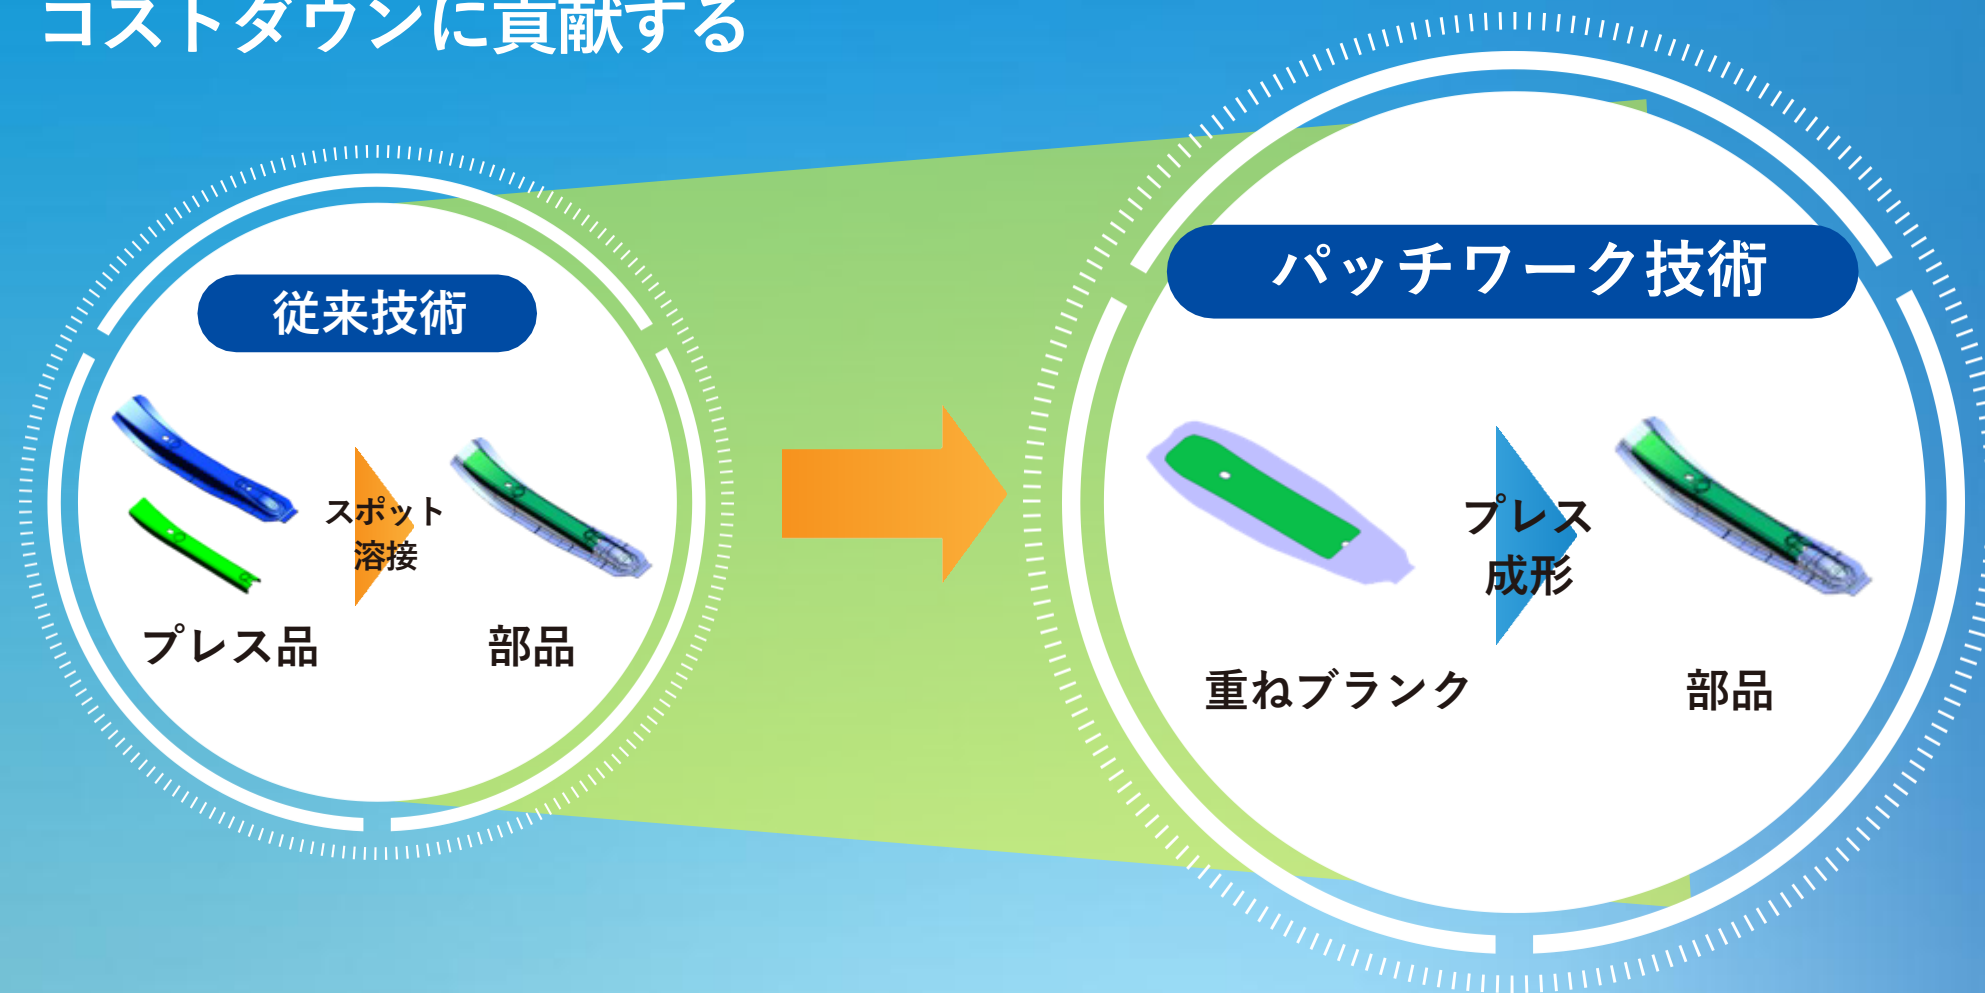 コストダウンに貢献する
従来技術
スポット
溶接
プレス品
部品
パッチワーク技術
プレス
成形
重ねブランク
部品